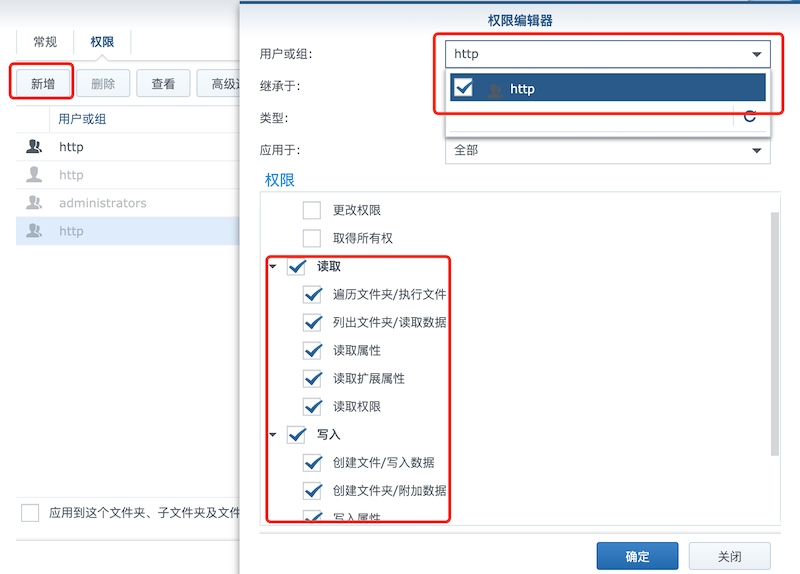 常规
权限
新增
删除
查看
用户或组
http
http
administrators
http
应用到这个文件夹、子文件夹及文件
权限编辑器
用户或组:
http
http
继承于:
类型:
应用于:
全部
权限
更改权限
取得所有权
读取
遍历文件夹/执行文件
列出文件夹/读取数据
读取属性
读取扩展属性
读取权限
写入
创建文件/写入数据
创建文件夹/附加数据
写入属性
确定
关闭